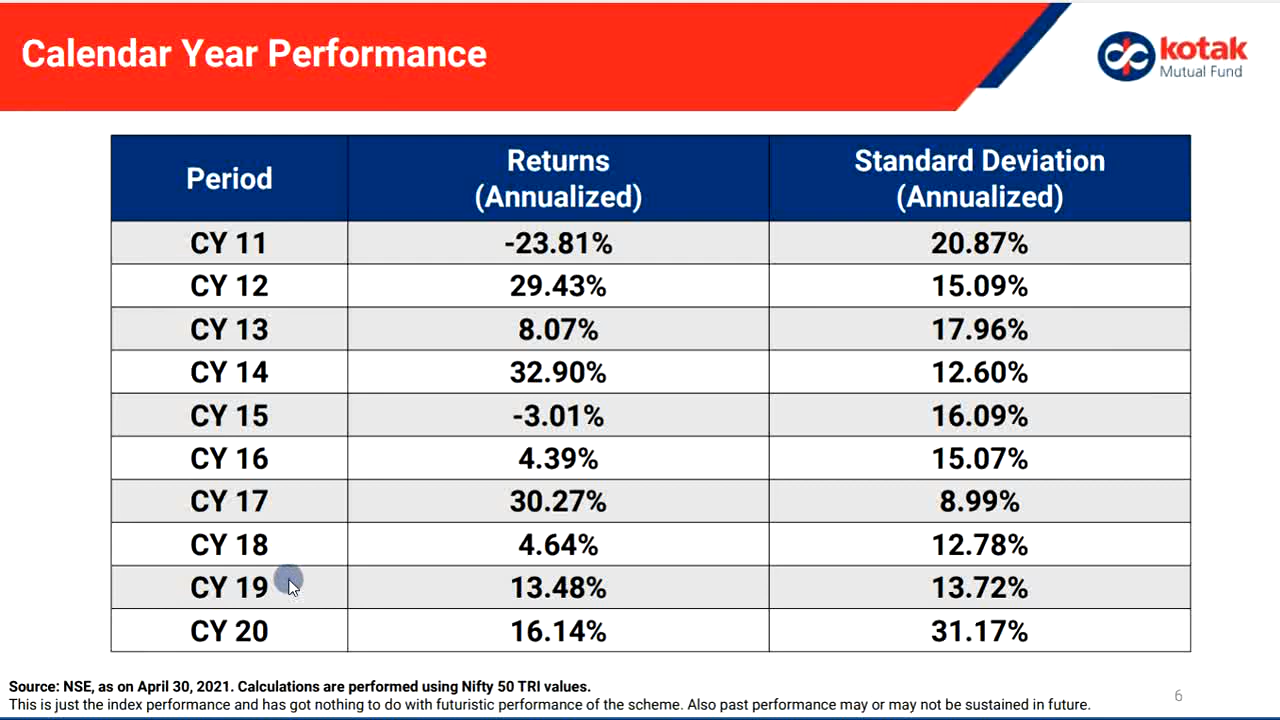 Calendar Year Performance
kotak
Mutual Fund
Period
Returns
(Annualized)
Standard Deviation
(Annualized)
CY 11 -23.81% 20.87%
CY 12 29.43% 15.09%
CY 13 8.07% 17.96%
CY 14 32.90% 12.60%
CY 15 -3.01% 16.09%
CY 16 4.39% 15.07%
CY 17 30.27% 8.99%
CY 18 4.64% 12.78%
CY 19 13.48% 13.72%
CY 20 16.14% 31.17%
Source: NSE, as on April 30, 2021. Calculations are performed using Nifty 50 TRI values.
This is just the index performance and has got nothing to do with futuristic performance of the scheme. Also past performance may or may not be sustained in future.
6